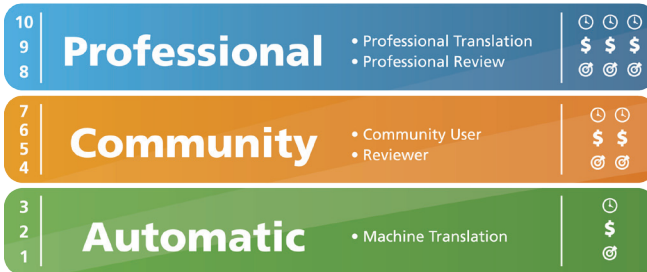 10
9
8
Professional
• Professional Translation
• Professional Review
$ $ $
7
6
5
4
Community
• Community User
• Reviewer
$ $
3
2
1
Automatic
• Machine Translation
$